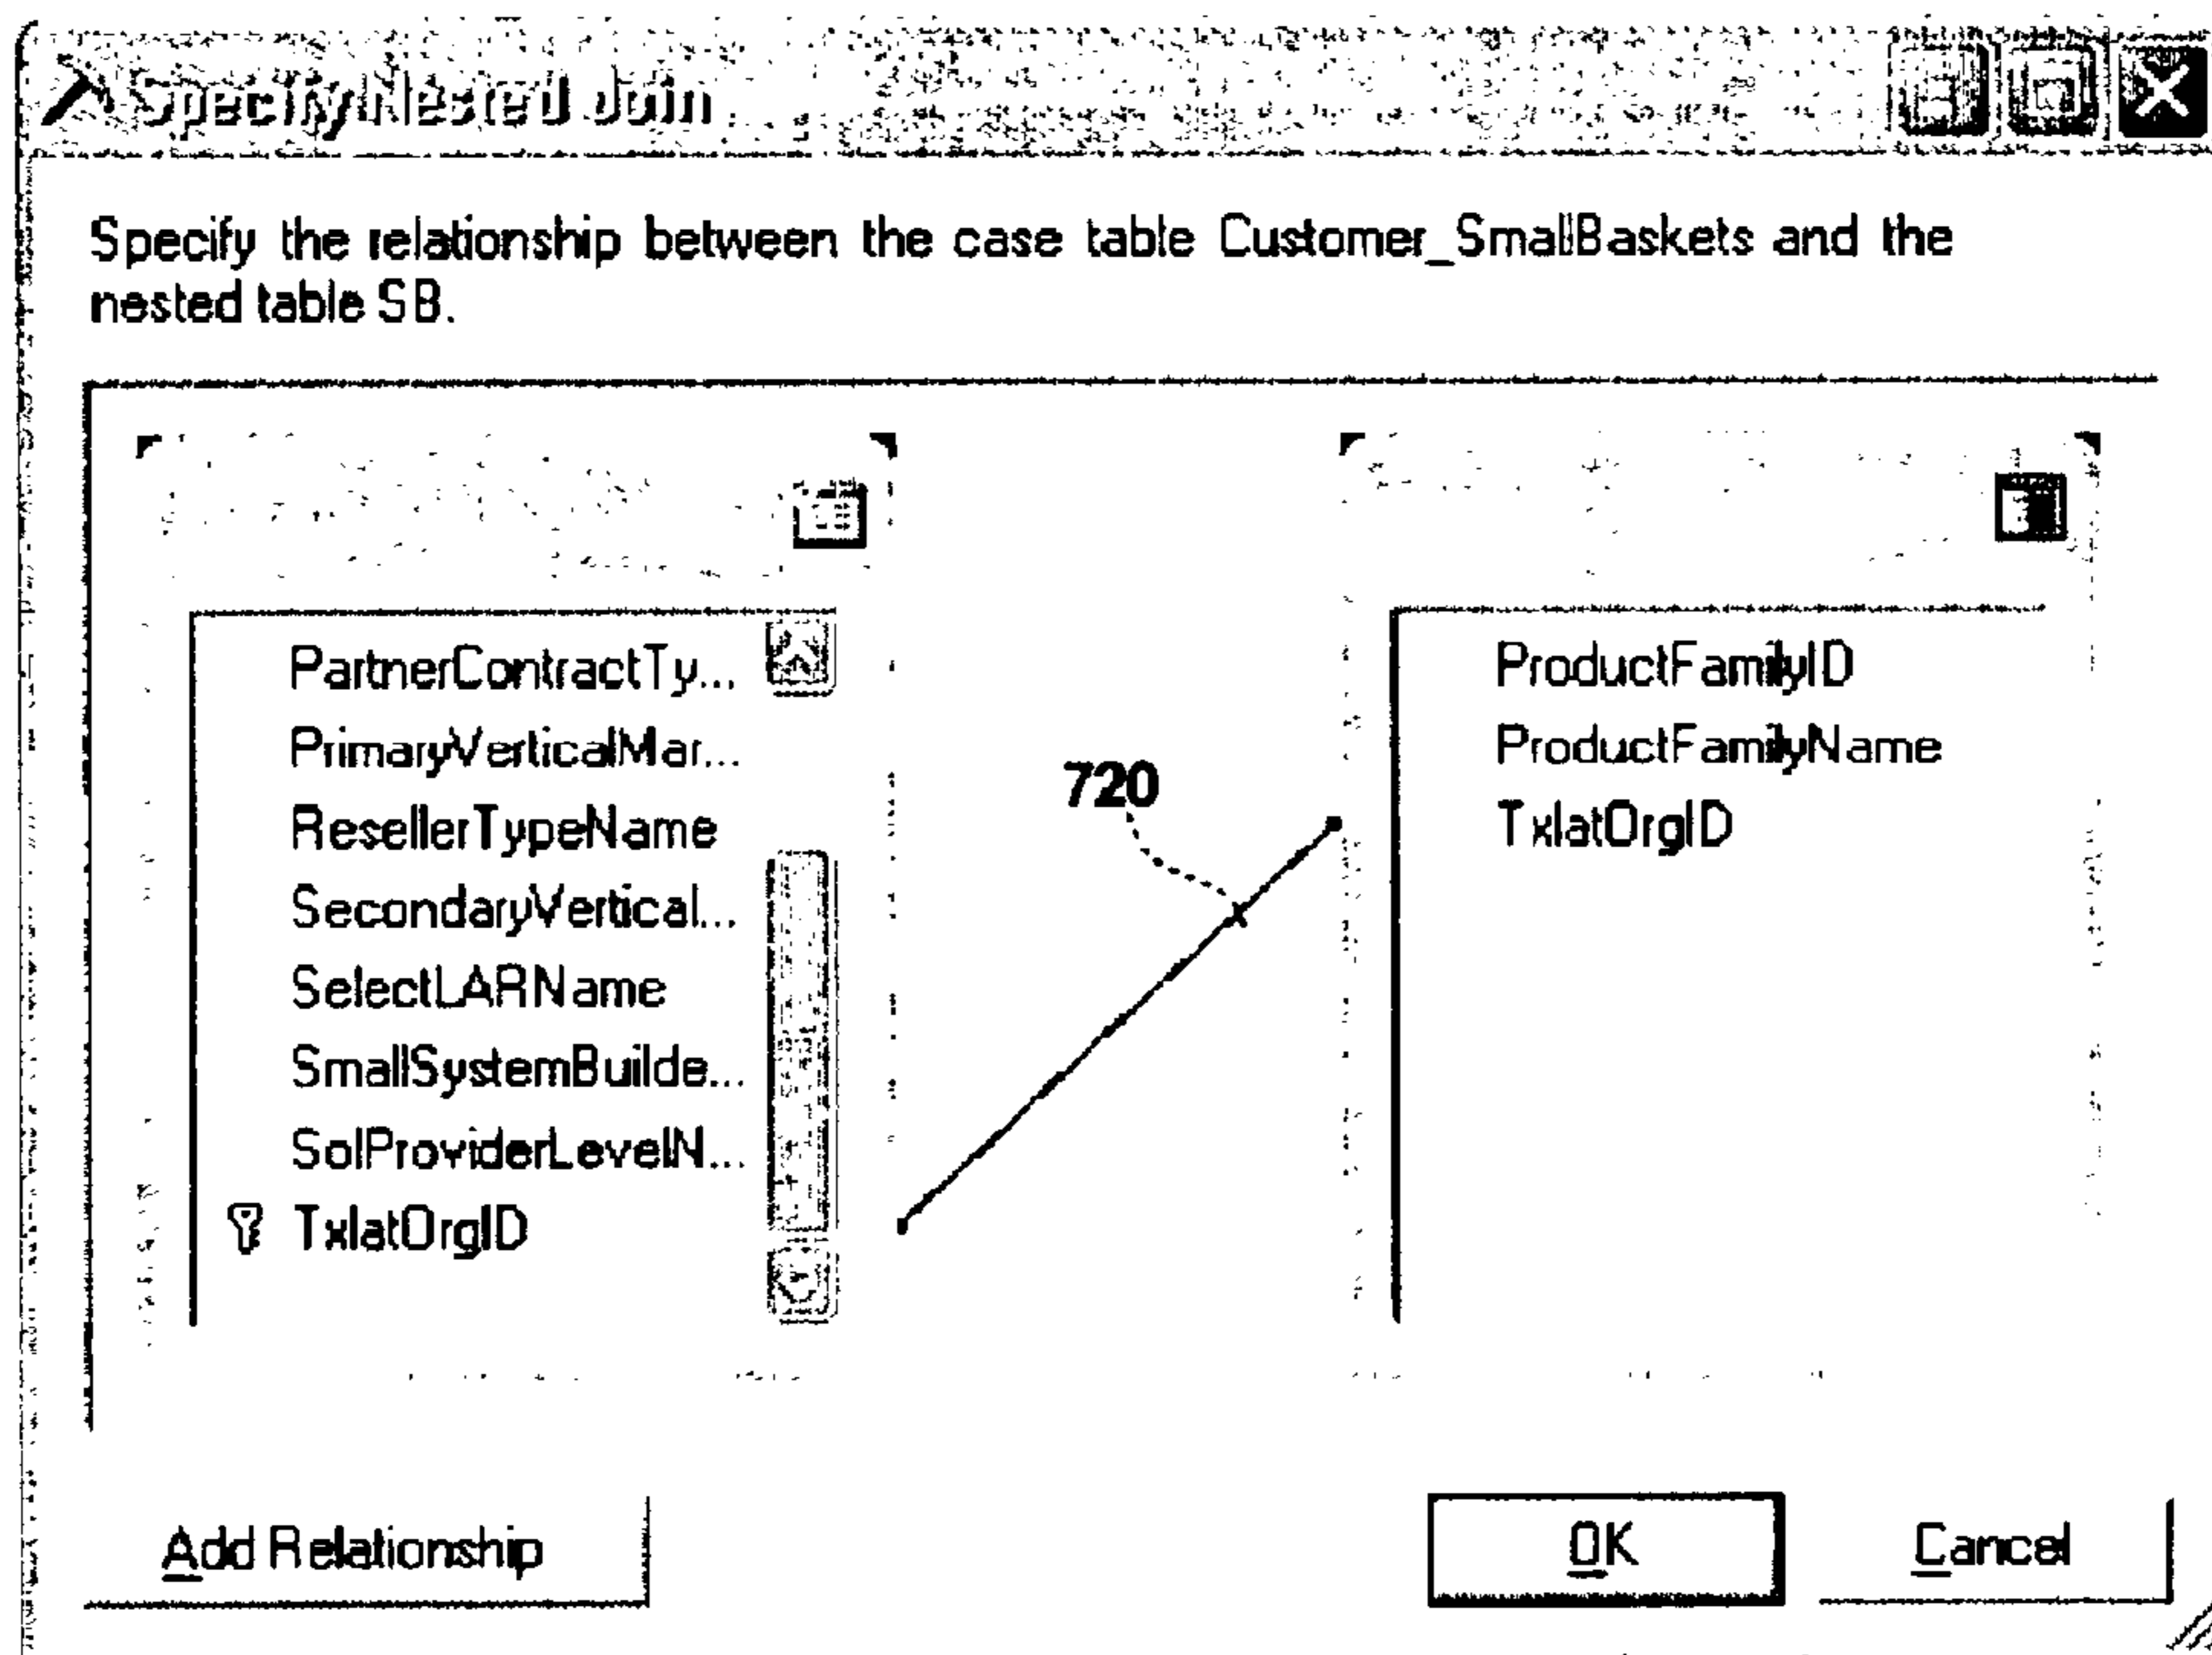 Specify Nested Join
Specify the relationship between the case table Customer_SmallBaskets and the
nested table SB.
PartnerContractTy...
PrimaryVerticalMar...
ResellerTypeName
SecondaryVertical...
SelectLARName
SmallSystemBuilde...
SolProviderLevelN...
TxlatOrgID
720
ProductFamilyID
ProductFamilyName
TxlatOrgID
Add Relationship
OK
Cancel